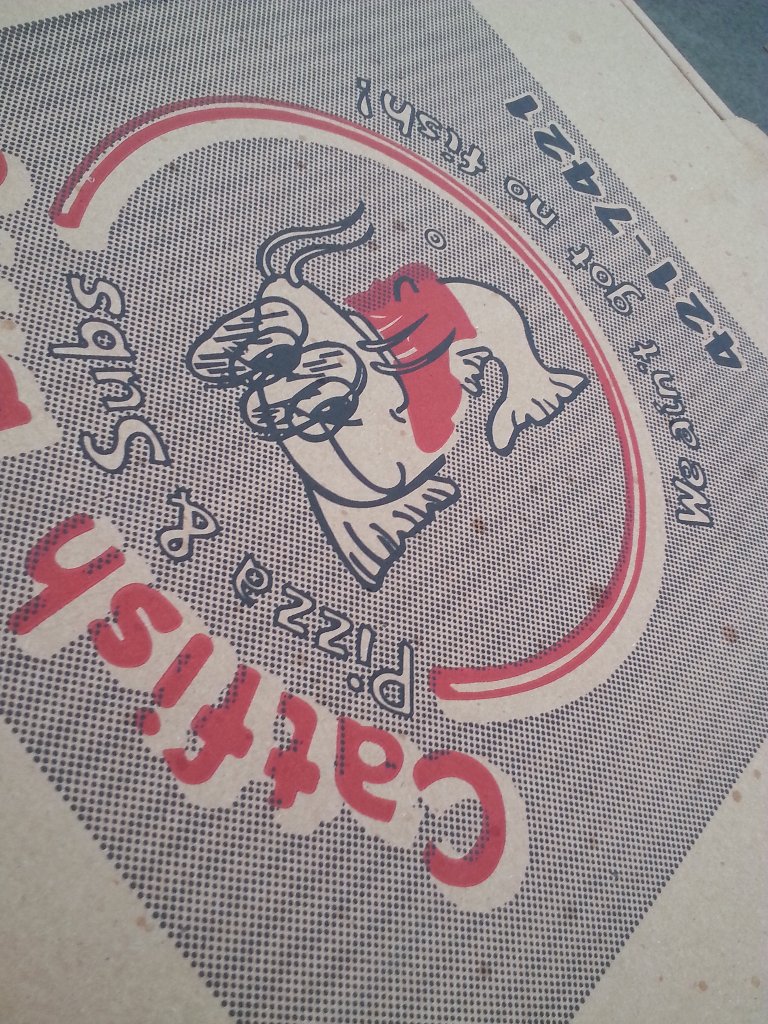 Catfish
Pizza & Subs
We ain't got no fish!
421-7421